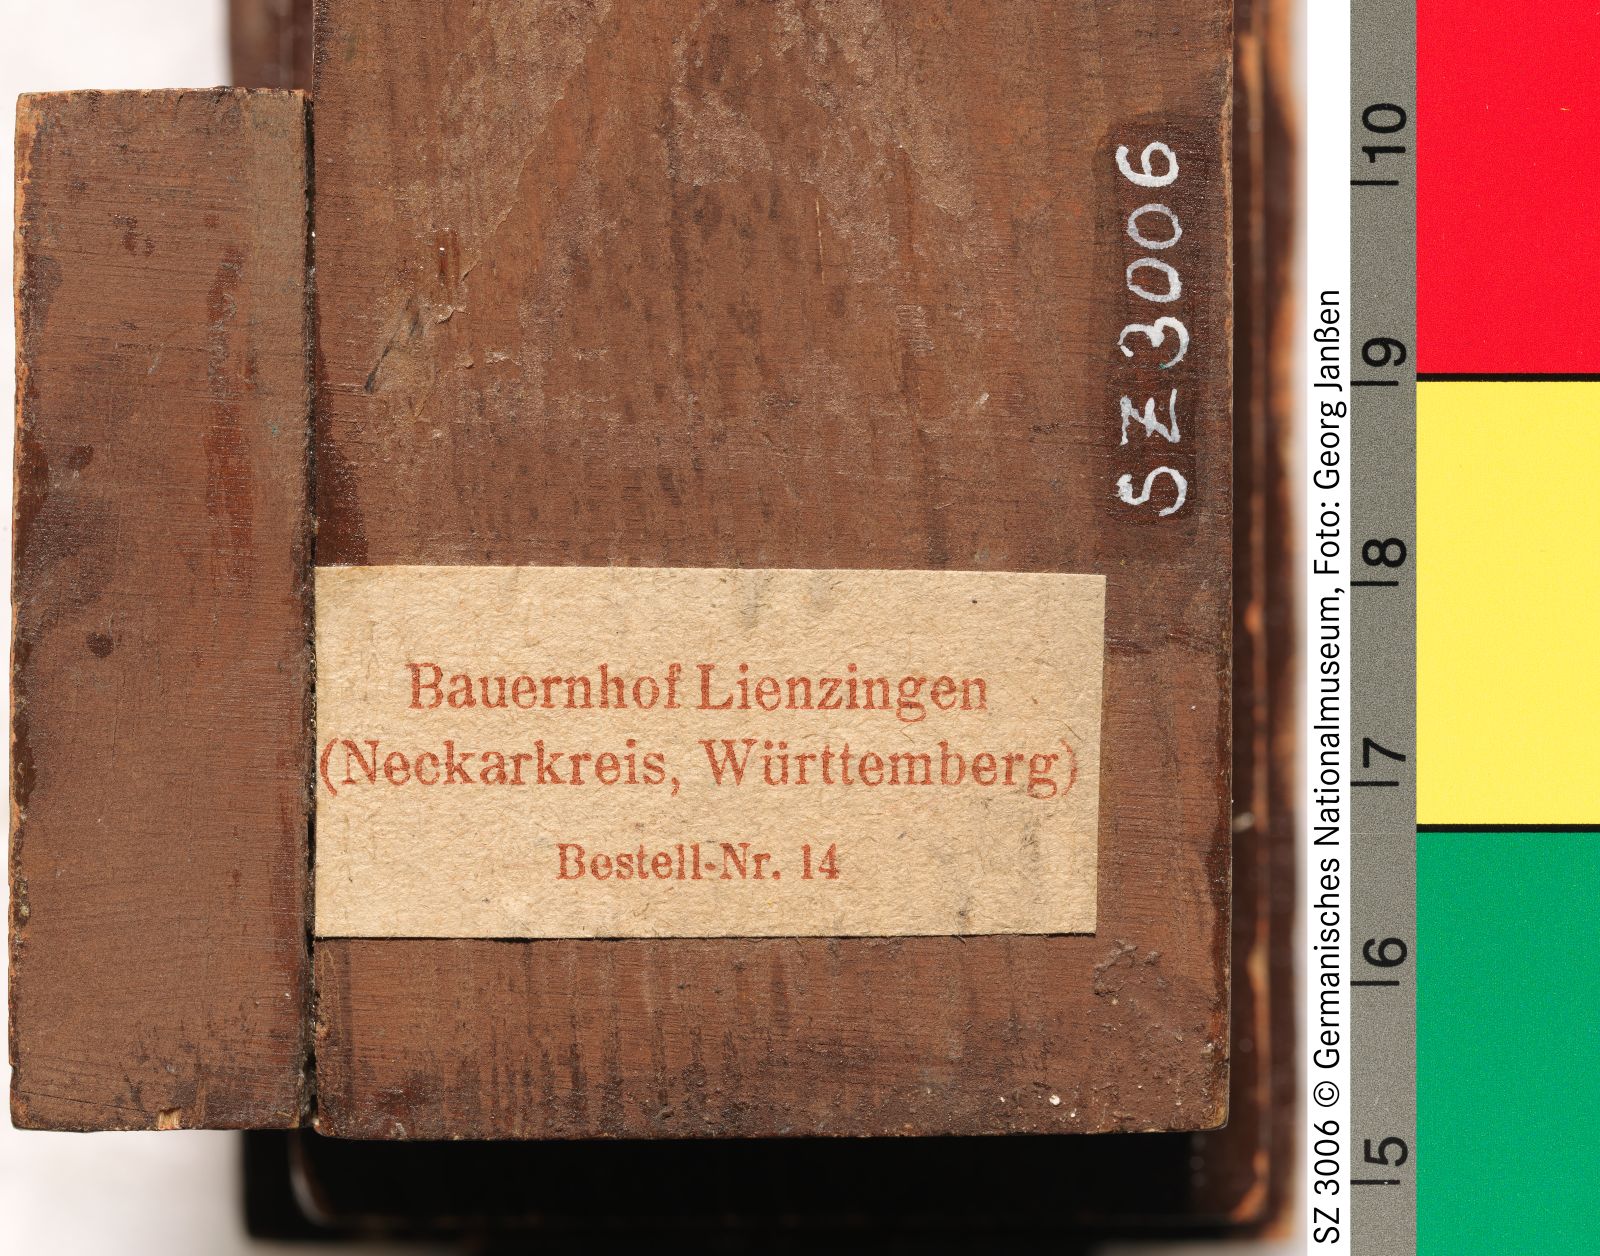 SZ 3006
Bauernhof Lienzingen
(Neckarkreis, Württemberg)
Bestell-Nr. 14
SZ 3006 © Germanisches Nationalmuseum, Foto: Georg Janßen
10
9
8
7
6
5